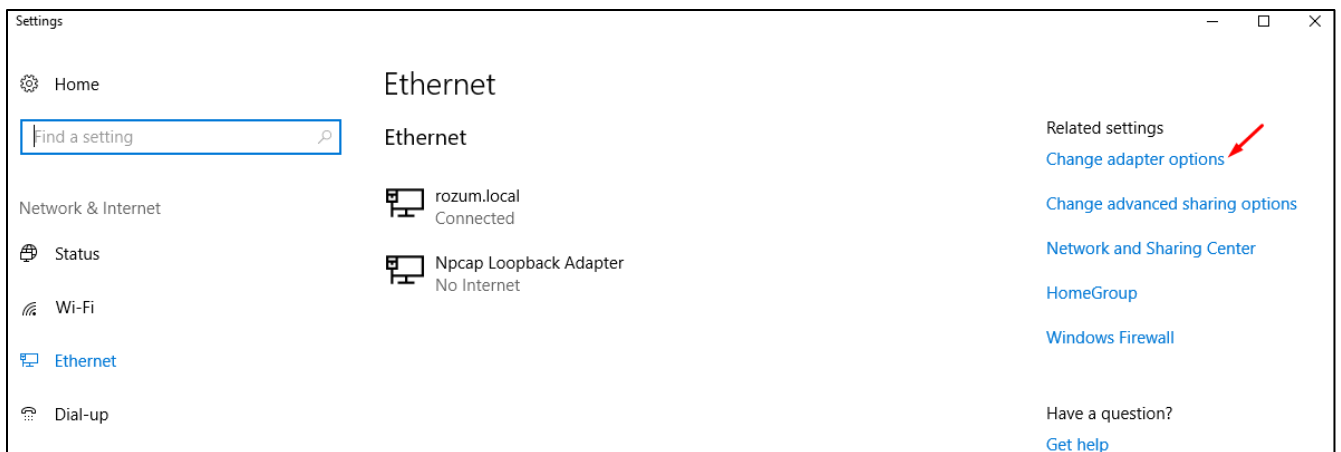 Settings
Home
Find a setting
Network & Internet
Status
Wi-Fi
Ethernet
Dial-up
Ethernet
Ethernet
rozum.local
Connected
Npcap Loopback Adapter
No Internet
Related settings
Change adapter options
Change advanced sharing options
Network and Sharing Center
HomeGroup
Windows Firewall
Have a question?
Get help